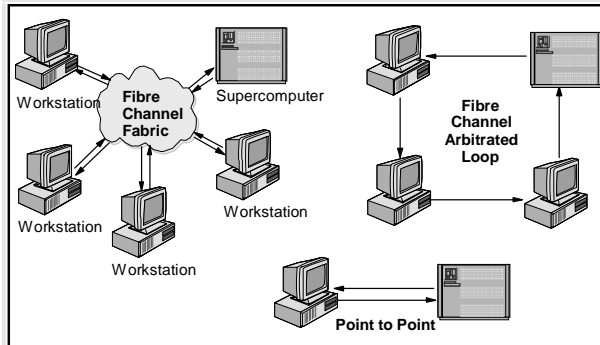 Workstation
Fibre
Channel
Fabric
Supercomputer
Workstation
Workstation
Workstation
Fibre
Channel
Arbitrated
Loop
Point to Point